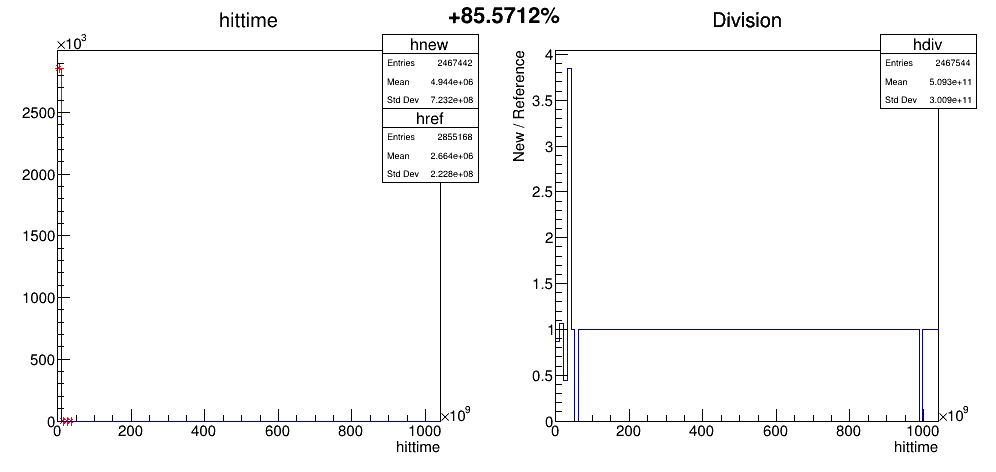 +85.5712%
hittime
×10³
hnew
Entries 2467442
Mean 4.944e+06
Std Dev 7.232e+08
href
Entries 2855168
Mean 2.664e+06
Std Dev 2.228e+08
2500
2000
1500
1000
500
0
0 200 400 600 800 1000
×10⁹
hittime
Division
hdiv
Entries 2467544
Mean 5.093e+11
Std Dev 3.009e+11
New / Reference
4
3.5
3
2.5
2
1.5
1
0.5
0
0 200 400 600 800 1000
×10⁹
hittime